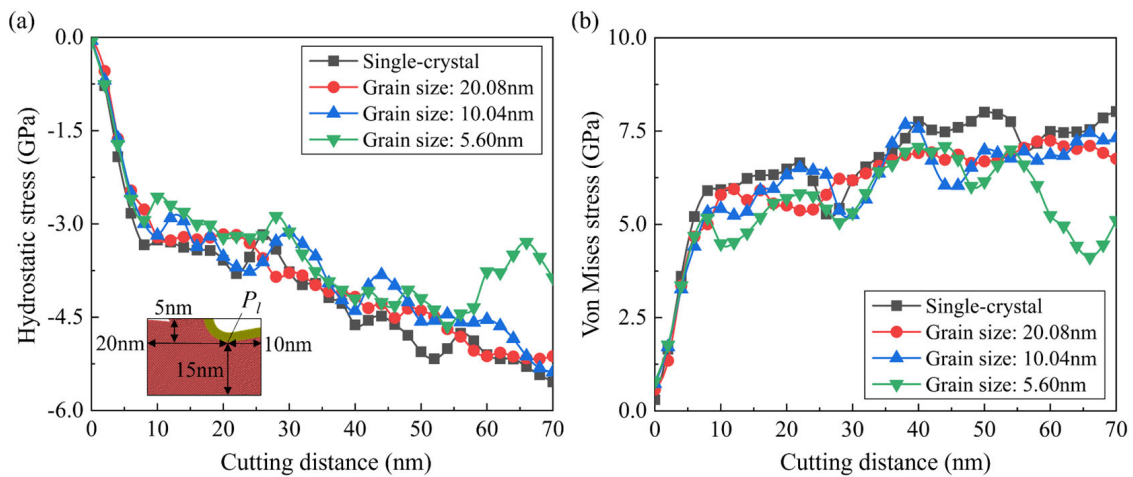 (a)
Hydrostatic stress (GPa)
0.0
-1.5
-3.0
-4.5
-6.0
Single-crystal
Grain size: 20.08nm
Grain size: 10.04nm
Grain size: 5.60nm
5nm
P_l
20nm
10nm
15nm
0 10 20 30 40 50 60 70
Cutting distance (nm)
(b)
Von Mises stress (GPa)
10.0
7.5
5.0
2.5
0.0
Single-crystal
Grain size: 20.08nm
Grain size: 10.04nm
Grain size: 5.60nm
0 10 20 30 40 50 60 70
Cutting distance (nm)